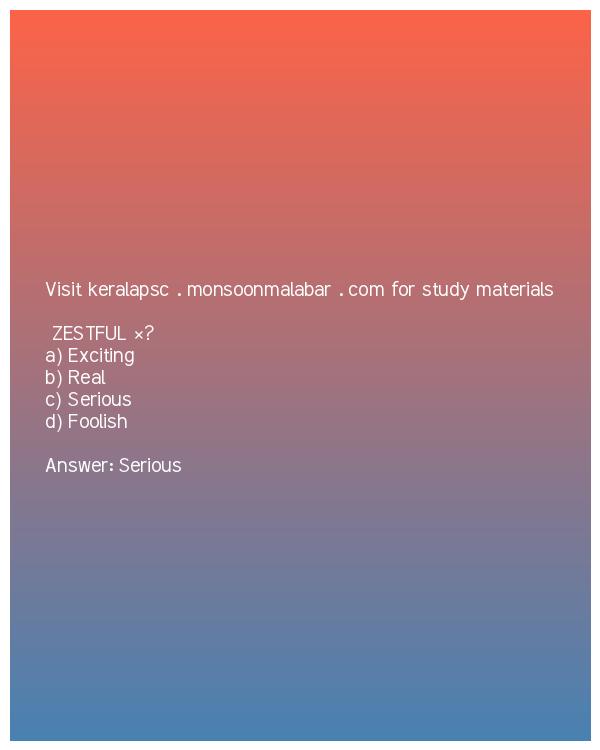 Visit keralapsc . monsoonmalabar . com for study materials
ZESTFUL ×?
a) Exciting
b) Real
c) Serious
d) Foolish
Answer: Serious